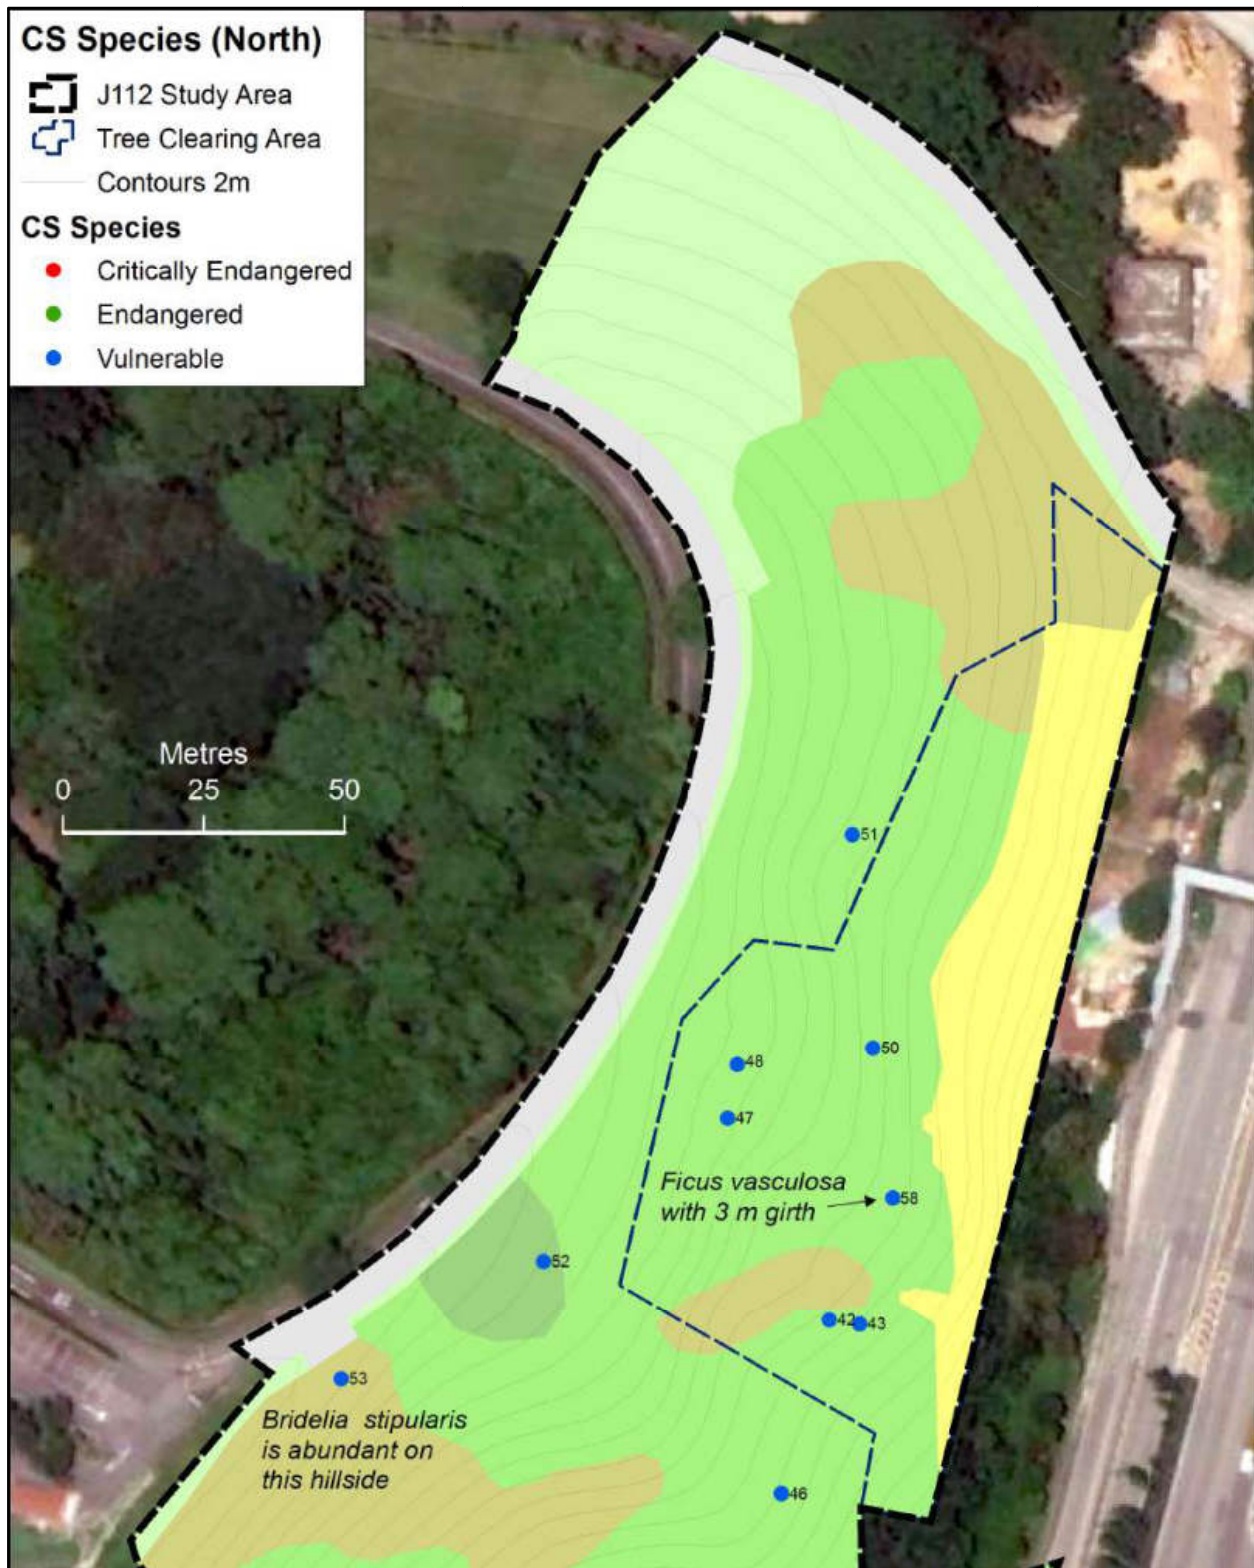 CS Species (North)
J112 Study Area
Tree Clearing Area
Contours 2m
CS Species
Critically Endangered
Endangered
Vulnerable
Metres
0 25 50
51
50
48
47
Ficus vasculosa
with 3 m girth
58
52
42
43
53
Bridelia stipularis
is abundant on
this hillside
46